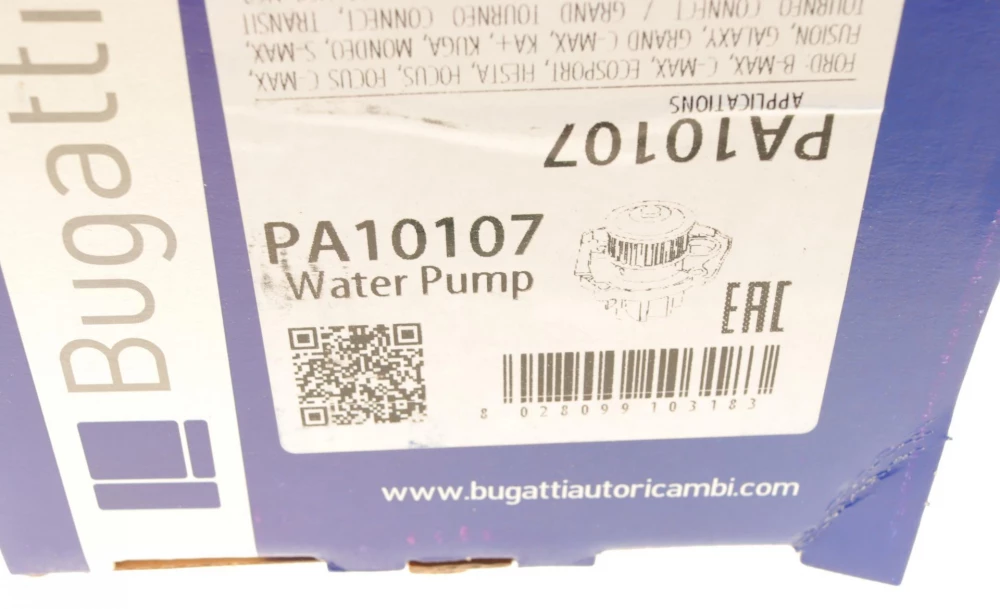 Bugatti
TOURNEO CONNECT / GRAND TOURNEO CONNECT, TRANSIT
FUSION, GALAXY, GRAND C-MAX, KA+, KUGA, MONDEO, S-MAX,
FORD: B-MAX, C-MAX, ECOSPORT, FIESTA, FOCUS, FOCUS C-MAX,
APPLICATIONS
PA10107
PA10107
Water Pump
EAC
8 028099 103183
www.bugattiautoricambi.com